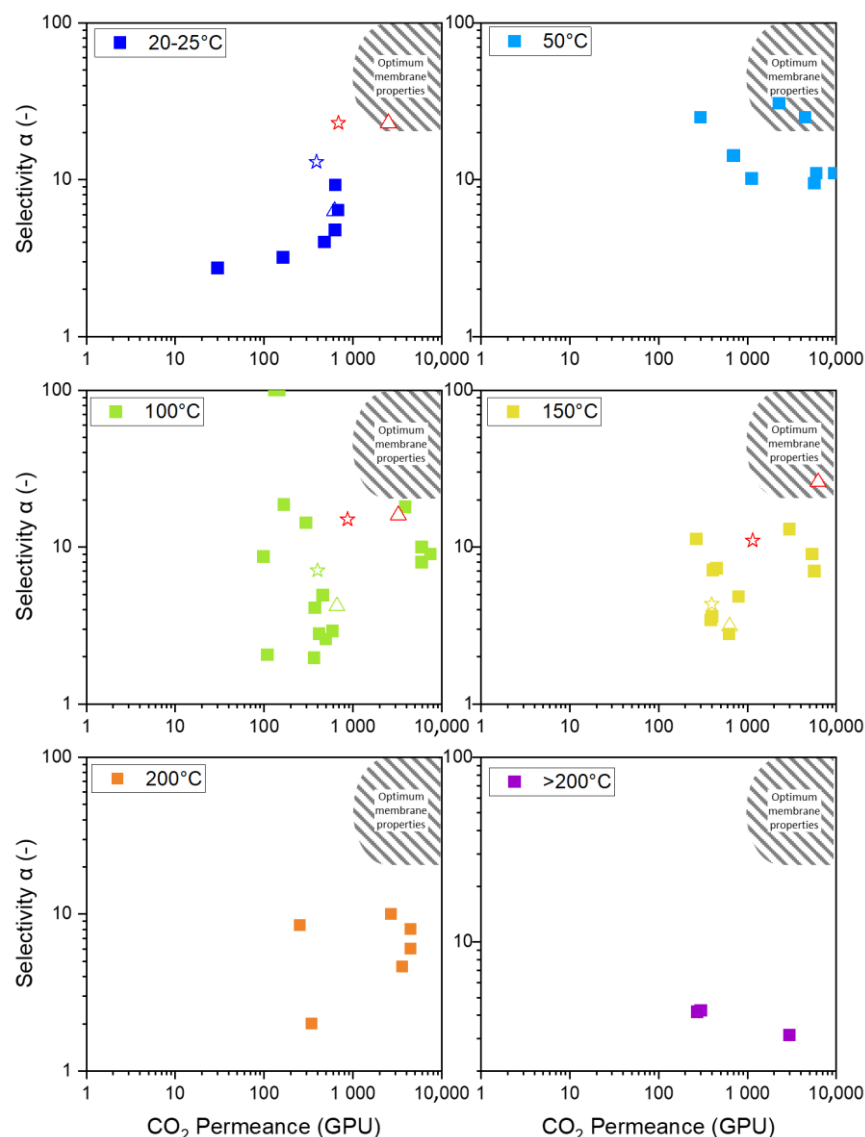 100
20-25°C
Optimum
membrane
properties
10
1
Selectivity α (-)
1 10 100 1 000 10,000
100
50°C
Optimum
membrane
properties
10
1
1 10 100 1 000 10,000
100
100°C
Optimum
membrane
properties
10
1
Selectivity α (-)
1 10 100 1 000 10,000
100
150°C
Optimum
membrane
properties
10
1
1 10 100 1 000 10,000
100
200°C
Optimum
membrane
properties
10
1
Selectivity α (-)
1 10 100 1 000 10,000
CO₂ Permeance (GPU)
100
>200°C
Optimum
membrane
properties
10
1 10 100 1 000 10,000
CO₂ Permeance (GPU)